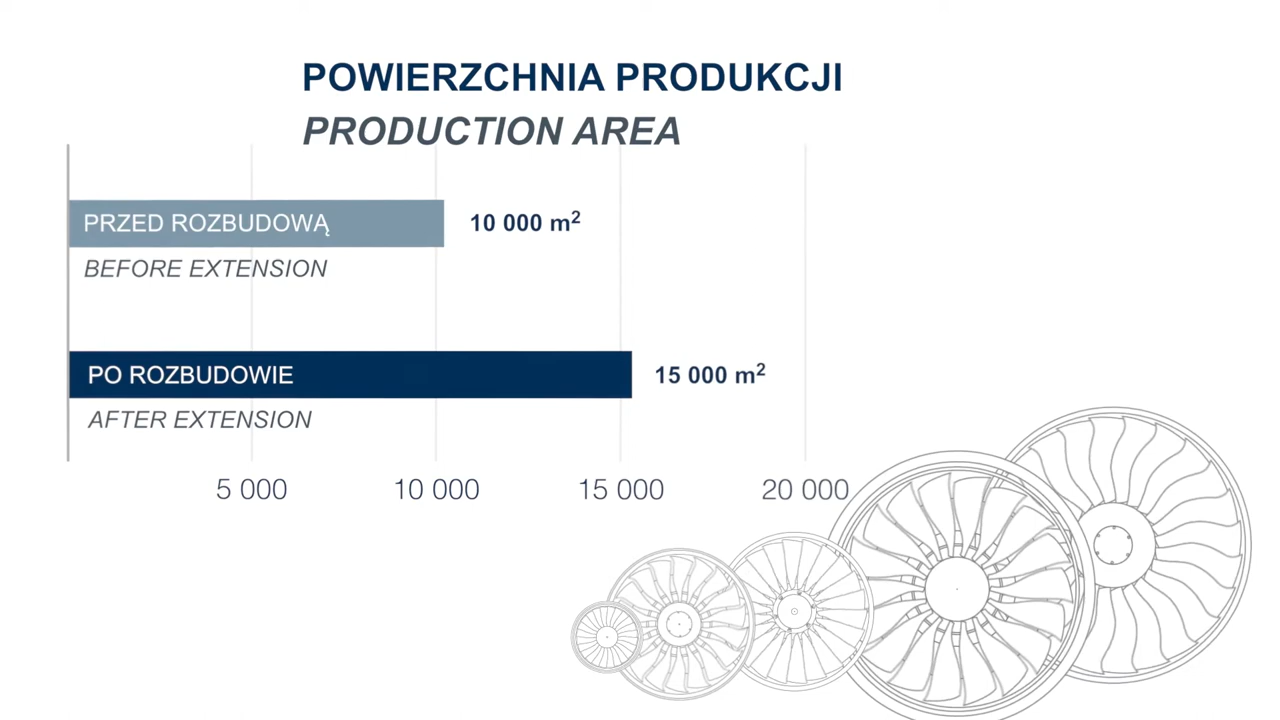 POWIERZCHNIA PRODUKCJI
PRODUCTION AREA
PRZED ROZBUDOWĄ
10 000 m²
BEFORE EXTENSION
PO ROZBUDOWIE
15 000 m²
AFTER EXTENSION
5 000
10 000
15 000
20 000